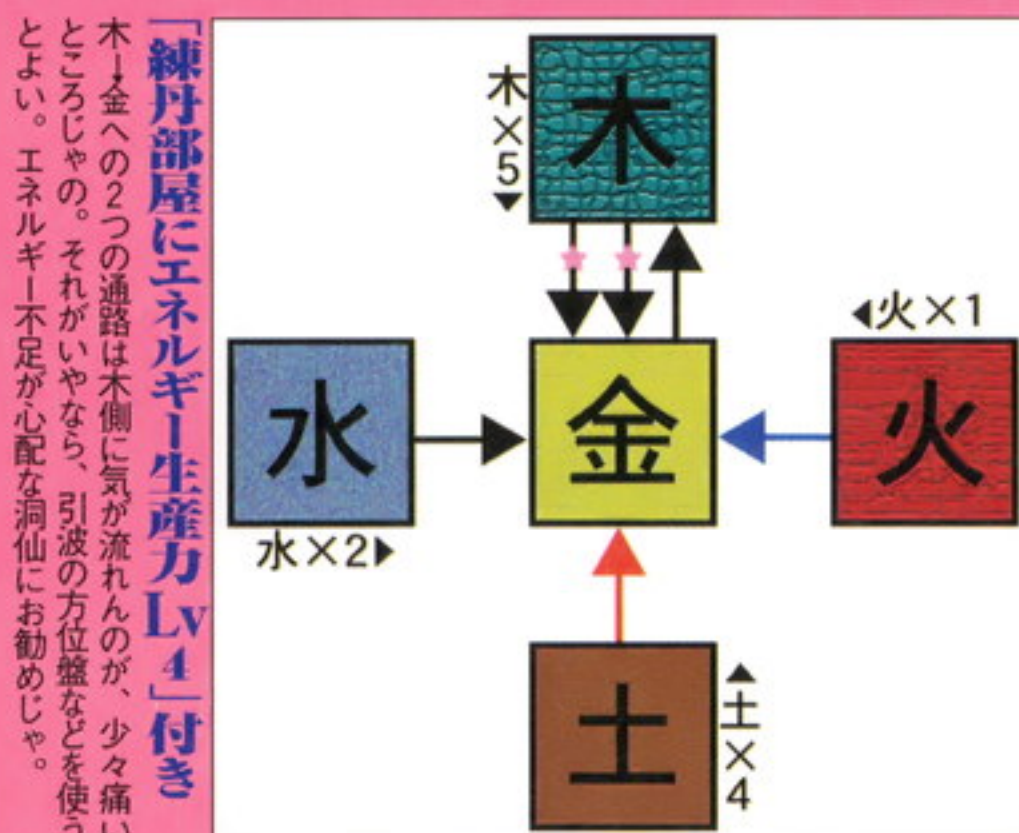 「練丹部屋にエネルギー生産力Lv4」付き
木→金への2つの通路は木側に気が流れんのが、少々痛い
ところじゃの。それがいやなら、引波の方位盤などを使う
とよい。エネルギー不足が心配な洞仙にお勧めじゃ。
木×5▼
木
◀火×1
水
金
火
水×2▶
土
▲土×4